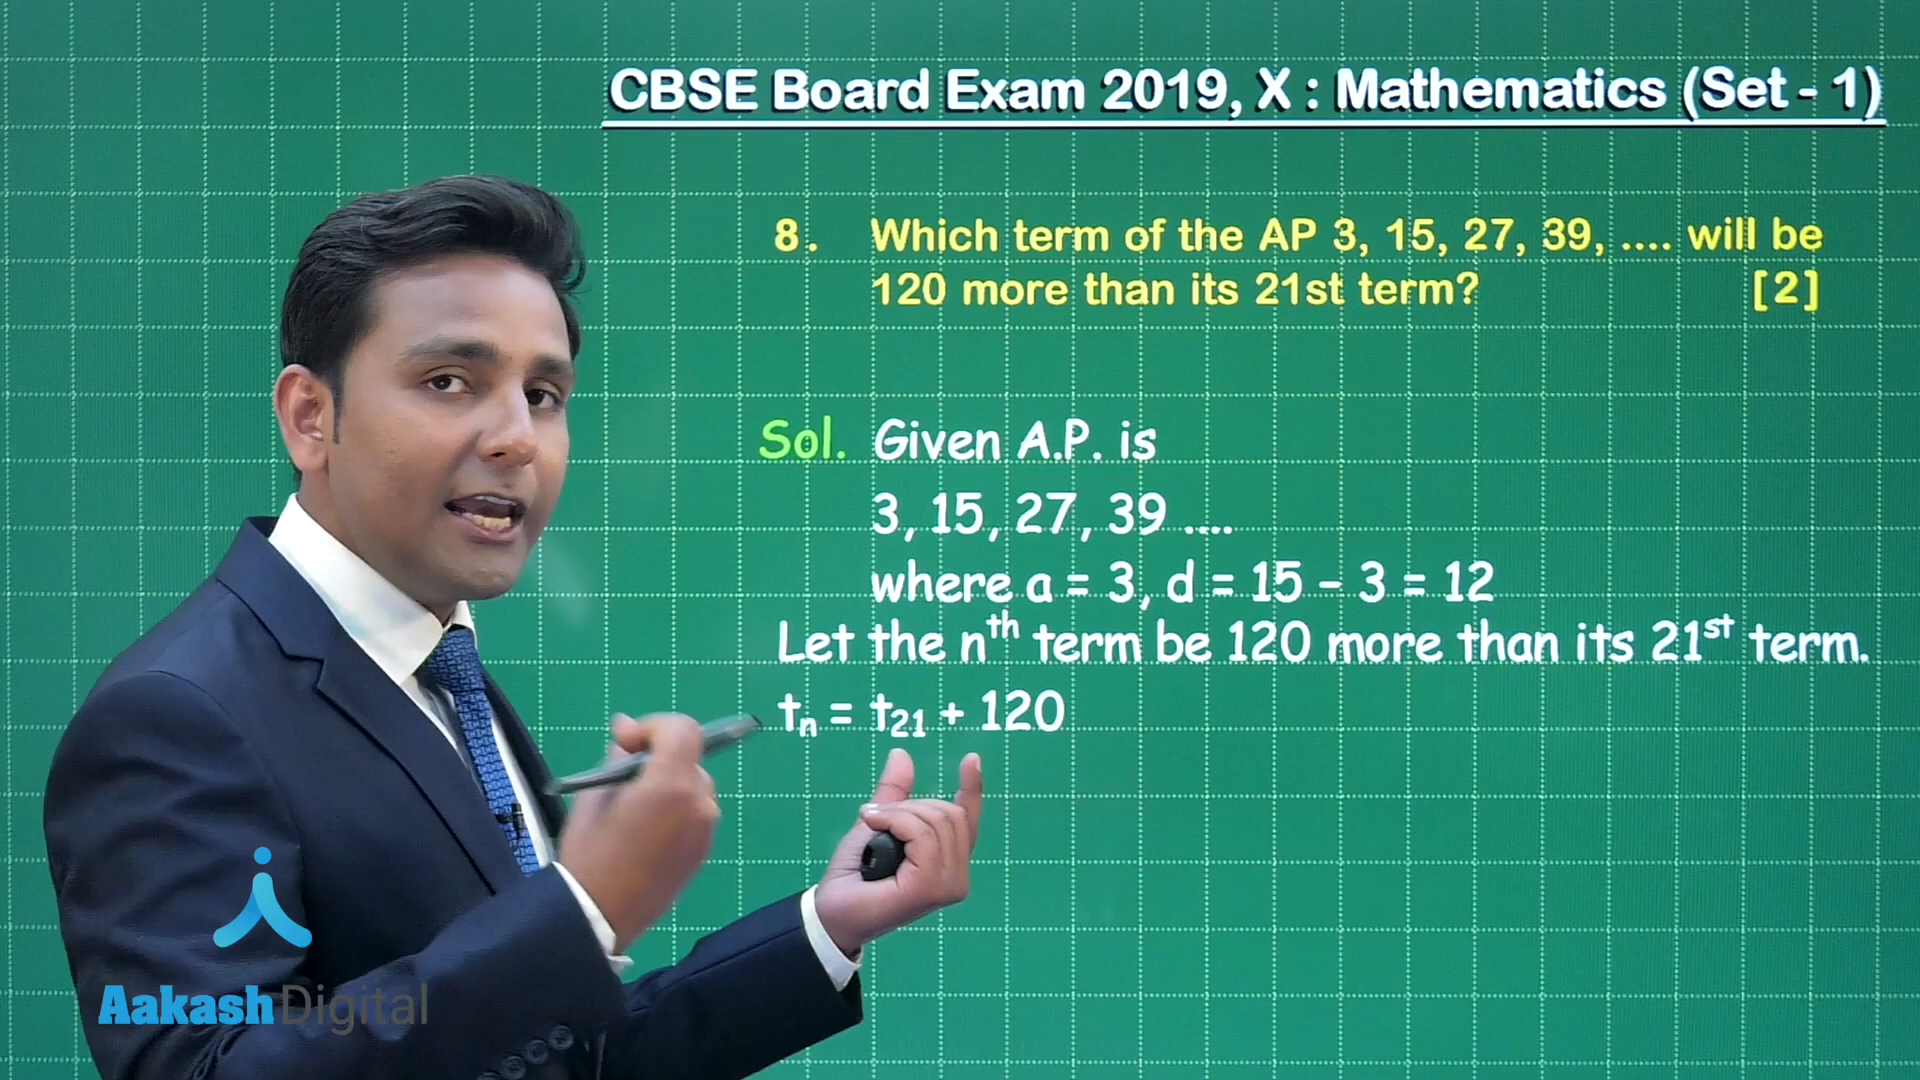 CBSE Board Exam 2019, X : Mathematics (Set - 1)
8. Which term of the AP 3, 15, 27, 39, .... will be
120 more than its 21st term? [2]
Sol. Given A.P. is
3, 15, 27, 39 ....
where a = 3, d = 15 – 3 = 12
Let the nᵗʰ term be 120 more than its 21ˢᵗ term.
tₙ = t₂₁ + 120
AakashDigital